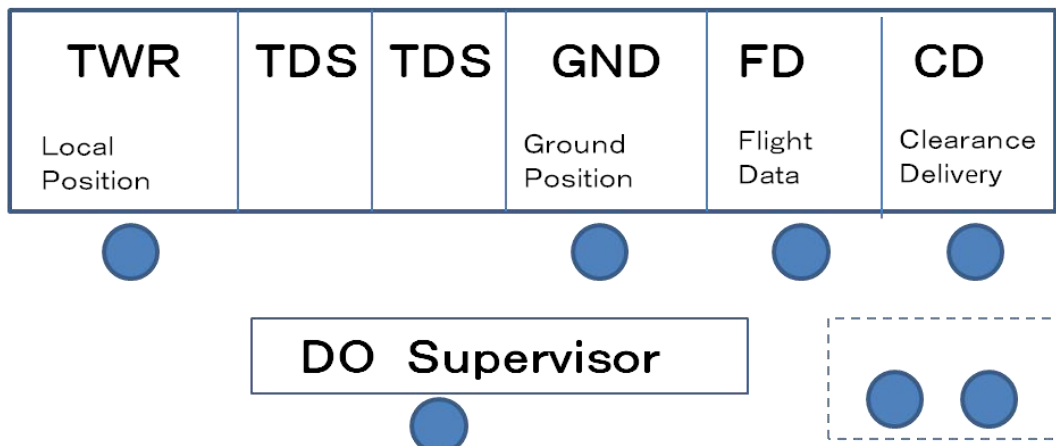 TWR TDS TDS GND FD CD
Local Position
Ground Position
Flight Data
Clearance Delivery
DO Supervisor